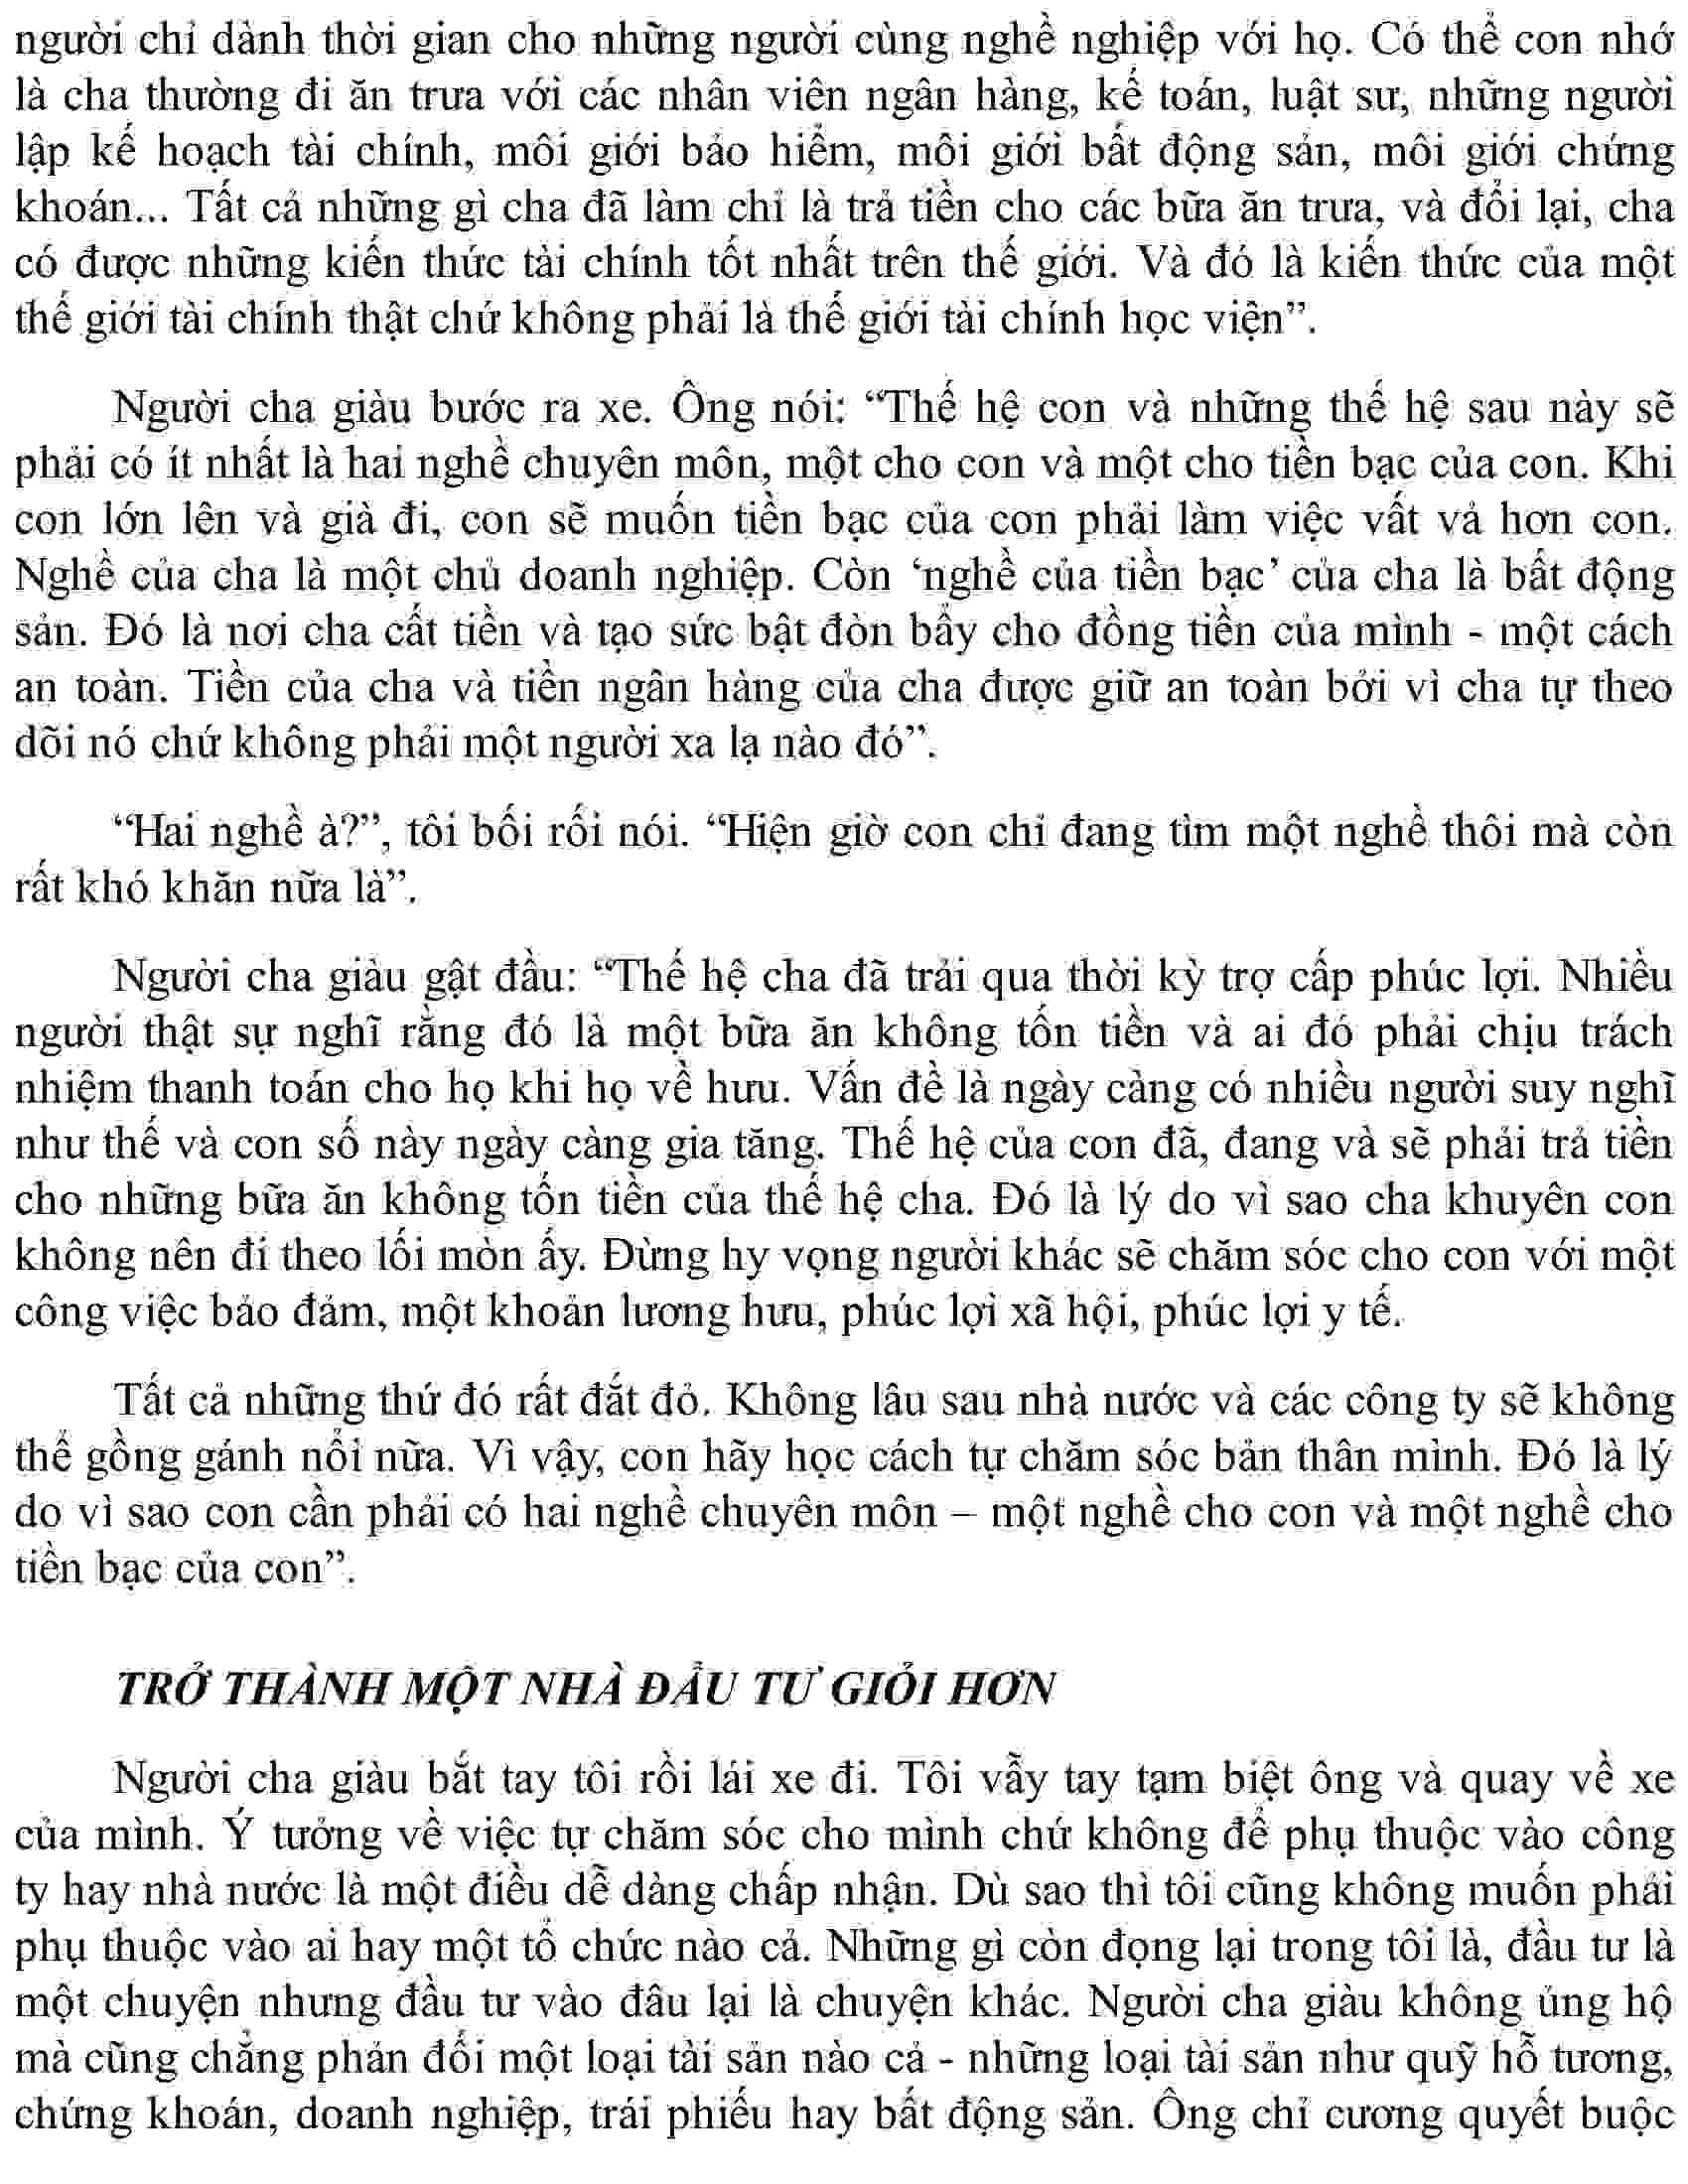 người chỉ dành thời gian cho những người cùng nghề nghiệp với họ. Có thể con nhớ
là cha thường đi ăn trưa với các nhân viên ngân hàng, kế toán, luật sư, những người
lập kế hoạch tài chính, môi giới bảo hiểm, môi giới bất động sản, môi giới chứng
khoán... Tất cả những gì cha đã làm chỉ là trả tiền cho các bữa ăn trưa, và đổi lại, cha
có được những kiến thức tài chính tốt nhất trên thế giới. Và đó là kiến thức của một
thế giới tài chính thật chứ không phải là thế giới tài chính học viện”.
Người cha giàu bước ra xe. Ông nói: “Thế hệ con và những thế hệ sau này sẽ
phải có ít nhất là hai nghề chuyên môn, một cho con và một cho tiền bạc của con. Khi
con lớn lên và già đi, con sẽ muốn tiền bạc của con phải làm việc vất vả hơn con.
Nghề của cha là một chủ doanh nghiệp. Còn ‘nghề của tiền bạc’ của cha là bất động
sản. Đó là nơi cha cất tiền và tạo sức bật đòn bẩy cho đồng tiền của mình - một cách
an toàn. Tiền của cha và tiền ngân hàng của cha được giữ an toàn bởi vì cha tự theo
dõi nó chứ không phải một người xa lạ nào đó”.
“Hai nghề à?”, tôi bối rối nói. “Hiện giờ con chỉ đang tìm một nghề thôi mà còn
rất khó khăn nữa là”.
Người cha giàu gật đầu: “Thế hệ cha đã trải qua thời kỳ trợ cấp phúc lợi. Nhiều
người thật sự nghĩ rằng đó là một bữa ăn không tốn tiền và ai đó phải chịu trách
nhiệm thanh toán cho họ khi họ về hưu. Vấn đề là ngày càng có nhiều người suy nghĩ
như thế và con số này ngày càng gia tăng. Thế hệ của con đã, đang và sẽ phải trả tiền
cho những bữa ăn không tốn tiền của thế hệ cha. Đó là lý do vì sao cha khuyên con
không nên đi theo lối mòn ấy. Đừng hy vọng người khác sẽ chăm sóc cho con với một
công việc bảo đảm, một khoản lương hưu, phúc lợi xã hội, phúc lợi y tế.
Tất cả những thứ đó rất đắt đỏ. Không lâu sau nhà nước và các công ty sẽ không
thể gồng gánh nổi nữa. Vì vậy, con hãy học cách tự chăm sóc bản thân mình. Đó là lý
do vì sao con cần phải có hai nghề chuyên môn – một nghề cho con và một nghề cho
tiền bạc của con”.
TRỞ THÀNH MỘT NHÀ ĐẦU TƯ GIỎI HƠN
Người cha giàu bắt tay tôi rồi lái xe đi. Tôi vẫy tay tạm biệt ông và quay về xe
của mình. Ý tưởng về việc tự chăm sóc cho mình chứ không để phụ thuộc vào công
ty hay nhà nước là một điều dễ dàng chấp nhận. Dù sao thì tôi cũng không muốn phải
phụ thuộc vào ai hay một tổ chức nào cả. Những gì còn đọng lại trong tôi là, đầu tư là
một chuyện nhưng đầu tư vào đâu lại là chuyện khác. Người cha giàu không ủng hộ
mà cũng chẳng phản đối một loại tài sản nào cả - những loại tài sản như quỹ hỗ tương,
chứng khoán, doanh nghiệp, trái phiếu hay bất động sản. Ông chỉ cương quyết buộc